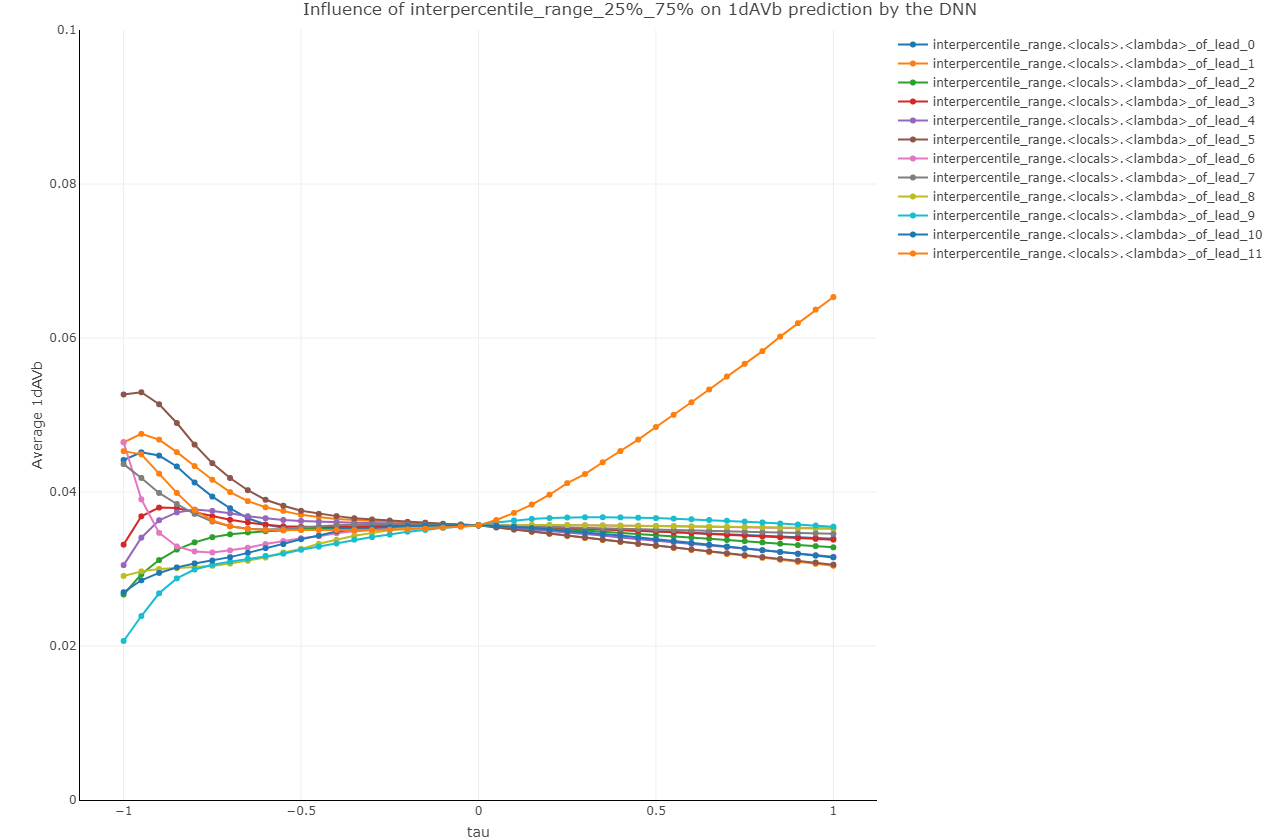 Influence of interpercentile_range_25%_75% on 1dAVb prediction by the DNN
0.1
0.08
0.06
0.04
0.02
0
Average 1dAVb
−1
−0.5
0
0.5
1
tau
interpercentile_range.<locals>.<lambda>_of_lead_0
interpercentile_range.<locals>.<lambda>_of_lead_1
interpercentile_range.<locals>.<lambda>_of_lead_2
interpercentile_range.<locals>.<lambda>_of_lead_3
interpercentile_range.<locals>.<lambda>_of_lead_4
interpercentile_range.<locals>.<lambda>_of_lead_5
interpercentile_range.<locals>.<lambda>_of_lead_6
interpercentile_range.<locals>.<lambda>_of_lead_7
interpercentile_range.<locals>.<lambda>_of_lead_8
interpercentile_range.<locals>.<lambda>_of_lead_9
interpercentile_range.<locals>.<lambda>_of_lead_10
interpercentile_range.<locals>.<lambda>_of_lead_11